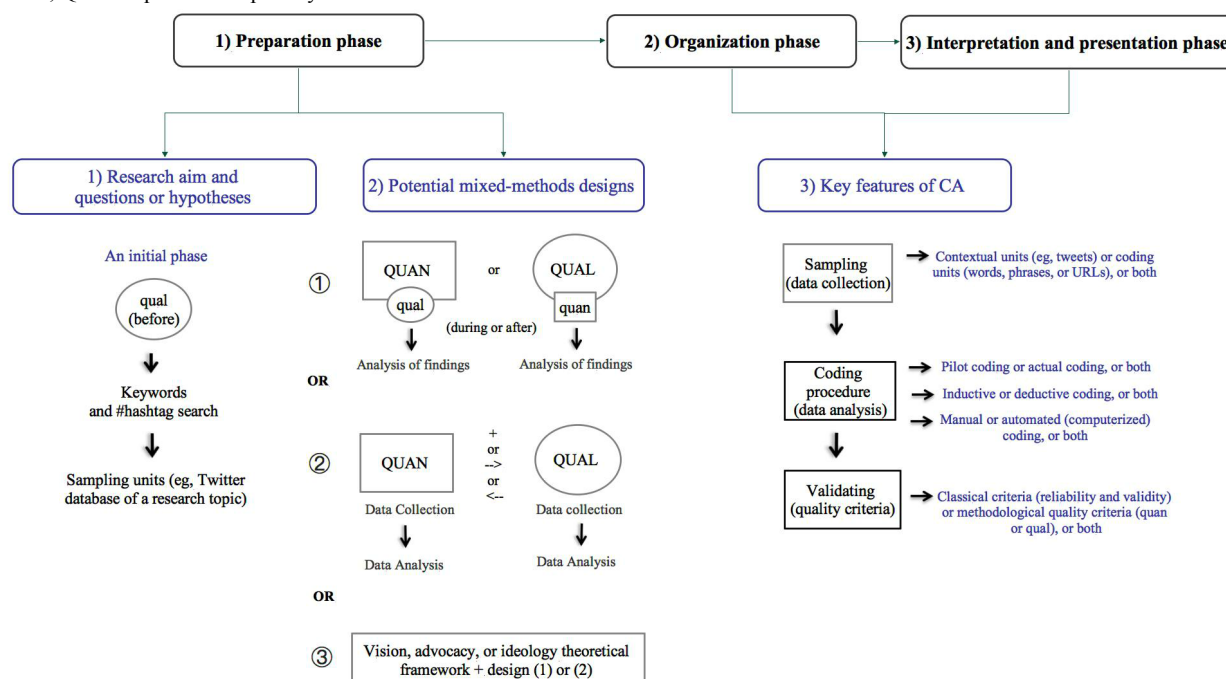 1) Preparation phase
2) Organization phase
3) Interpretation and presentation phase
1) Research aim and
questions or hypotheses
2) Potential mixed-methods designs
3) Key features of CA
An initial phase
qual
(before)
Keywords
and #hashtag search
Sampling units (eg, Twitter
database of a research topic)
①
QUAN
or
QUAL
qual
quan
(during or after)
Analysis of findings
Analysis of findings
OR
②
QUAN
+
or
-->
or
<--
QUAL
Data Collection
Data collection
Data Analysis
Data Analysis
OR
③
Vision, advocacy, or ideology theoretical
framework + design (1) or (2)
Sampling
(data collection)
Contextual units (eg, tweets) or coding
units (words, phrases, or URLs), or both
Coding
procedure
(data analysis)
Pilot coding or actual coding, or both
Inductive or deductive coding, or both
Manual or automated (computerized)
coding, or both
Validating
(quality criteria)
Classical criteria (reliability and validity)
or methodological quality criteria (quan
or qual), or both